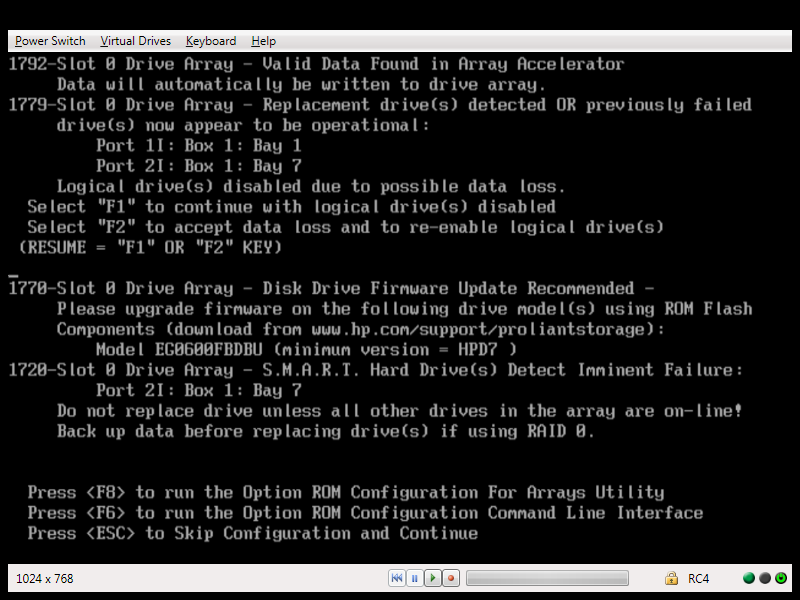 Power Switch Virtual Drives Keyboard Help
1792-Slot 0 Drive Array - Valid Data Found in Array Accelerator
Data will automatically be written to drive array.
1779-Slot 0 Drive Array - Replacement drive(s) detected OR previously failed
drive(s) now appear to be operational:
Port 1I: Box 1: Bay 1
Port 2I: Box 1: Bay 7
Logical drive(s) disabled due to possible data loss.
Select "F1" to continue with logical drive(s) disabled
Select "F2" to accept data loss and to re-enable logical drive(s)
(RESUME = "F1" OR "F2" KEY)
1770-Slot 0 Drive Array - Disk Drive Firmware Update Recommended -
Please upgrade firmware on the following drive model(s) using ROM Flash
Components (download from www.hp.com/support/proliantstorage):
Model EG0600FBDBU (minimum version = HPD7 )
1720-Slot 0 Drive Array - S.M.A.R.T. Hard Drive(s) Detect Imminent Failure:
Port 2I: Box 1: Bay 7
Do not replace drive unless all other drives in the array are on-line!
Back up data before replacing drive(s) if using RAID 0.
Press <F8> to run the Option ROM Configuration For Arrays Utility
Press <F6> to run the Option ROM Configuration Command Line Interface
Press <ESC> to Skip Configuration and Continue
1024 x 768 RC4